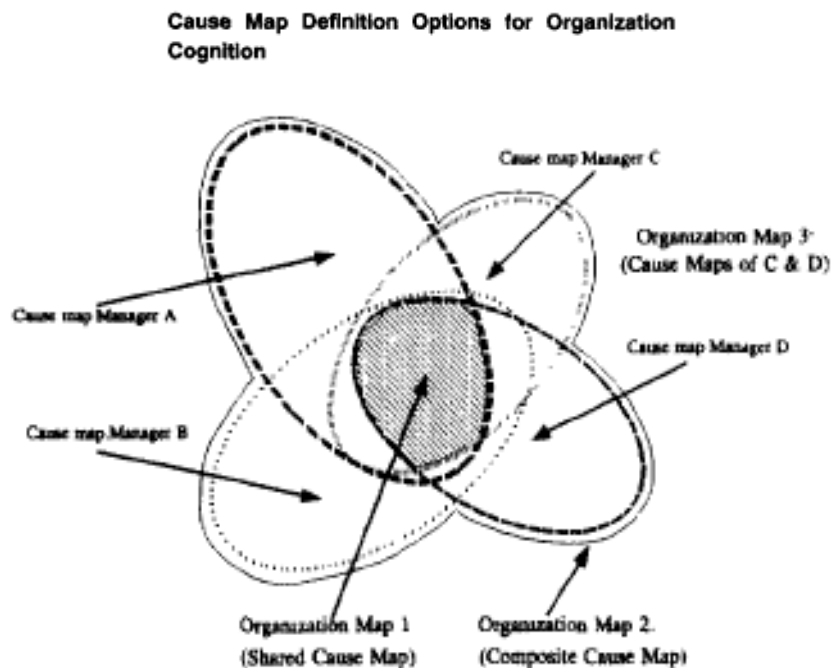 Cause Map Definition Options for Organization
Cognition
Cause map Manager C
Organization Map 3
(Cause Maps of C & D)
Cause map Manager A
Cause map Manager D
Cause map Manager B
Organization Map 1
(Shared Cause Map)
Organization Map 2.
(Composite Cause Map)